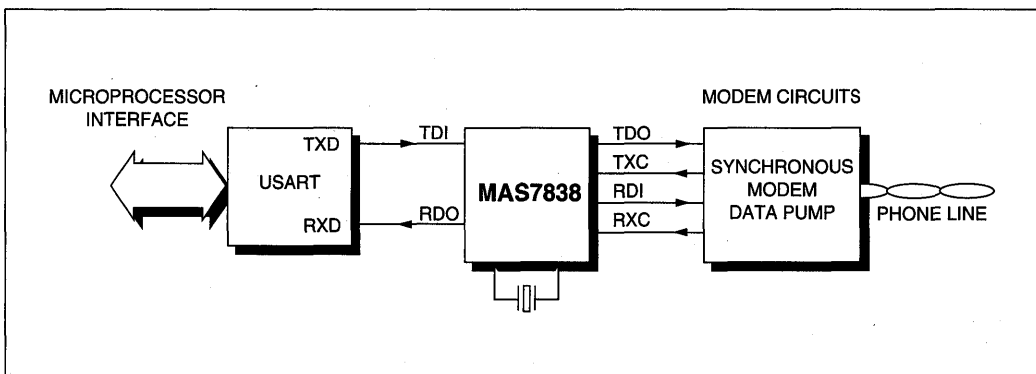 MICROPROCESSOR
INTERFACE
TXD
USART
RXD
TDI
RDO
MAS7838
TDO
TXC
RDI
RXC
MODEM CIRCUITS
SYNCHRONOUS
MODEM
DATA PUMP
PHONE LINE